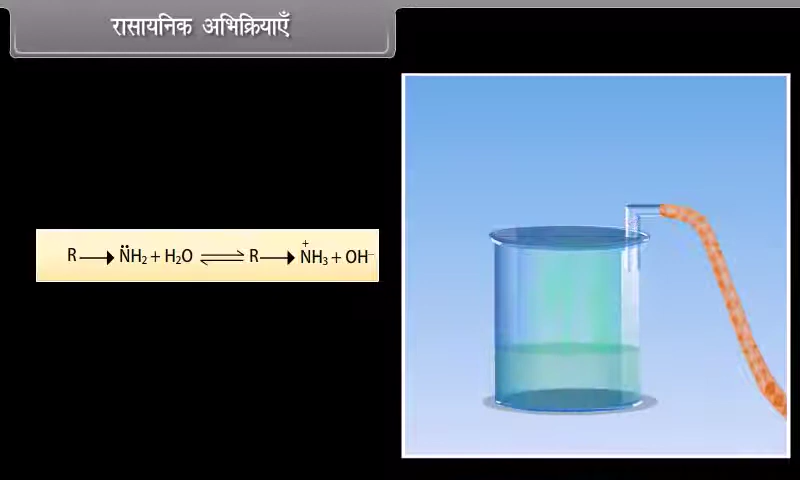 रासायनिक अभिक्रियाएँ
R⟶N̈H₂ + H₂O ⇌ R⟶N⁺H₃ + OH⁻